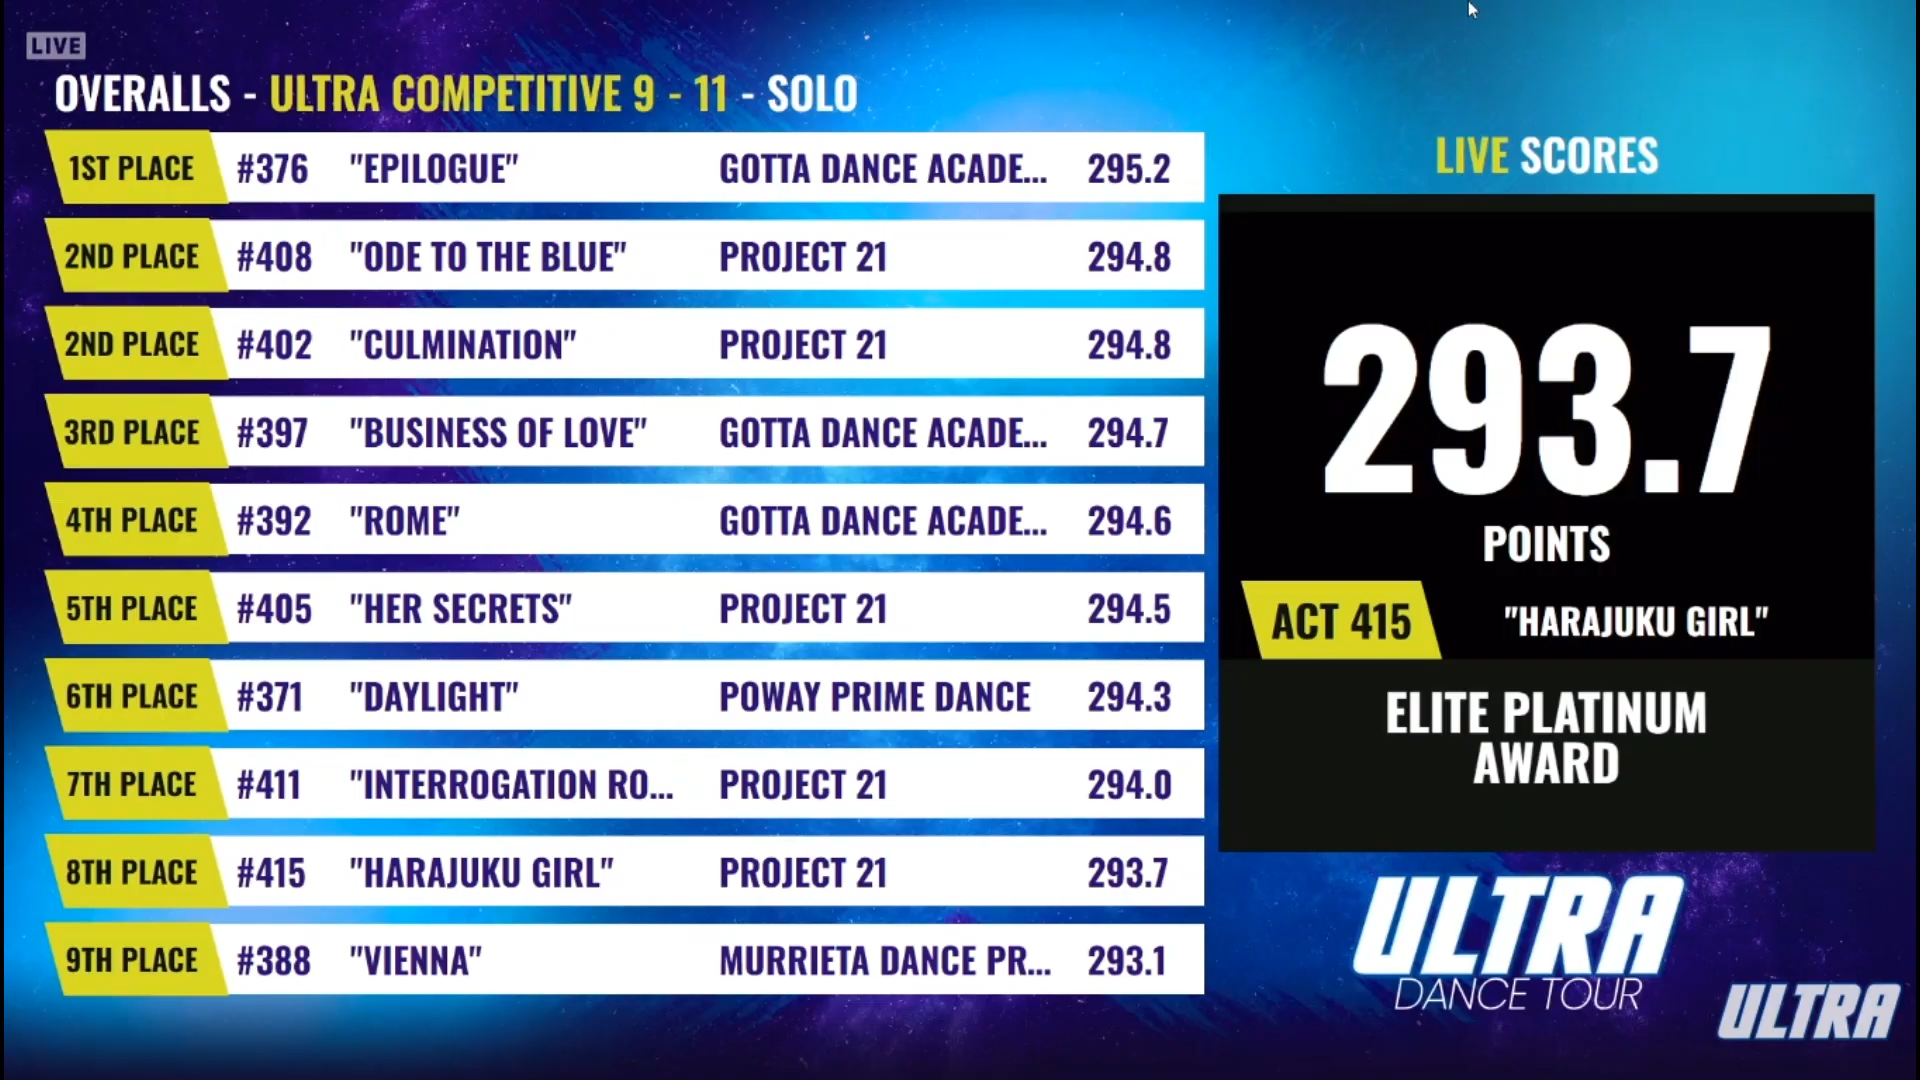 LIVE
OVERALLS - ULTRA COMPETITIVE 9 - 11 - SOLO
1ST PLACE #376 "EPILOGUE" GOTTA DANCE ACADE... 295.2
2ND PLACE #408 "ODE TO THE BLUE" PROJECT 21 294.8
2ND PLACE #402 "CULMINATION" PROJECT 21 294.8
3RD PLACE #397 "BUSINESS OF LOVE" GOTTA DANCE ACADE... 294.7
4TH PLACE #392 "ROME" GOTTA DANCE ACADE... 294.6
5TH PLACE #405 "HER SECRETS" PROJECT 21 294.5
6TH PLACE #371 "DAYLIGHT" POWAY PRIME DANCE 294.3
7TH PLACE #411 "INTERROGATION RO... PROJECT 21 294.0
8TH PLACE #415 "HARAJUKU GIRL" PROJECT 21 293.7
9TH PLACE #388 "VIENNA" MURRIETA DANCE PR... 293.1
LIVE SCORES
293.7
POINTS
ACT 415 "HARAJUKU GIRL"
ELITE PLATINUM
AWARD
ULTRA
DANCE TOUR
ULTRA